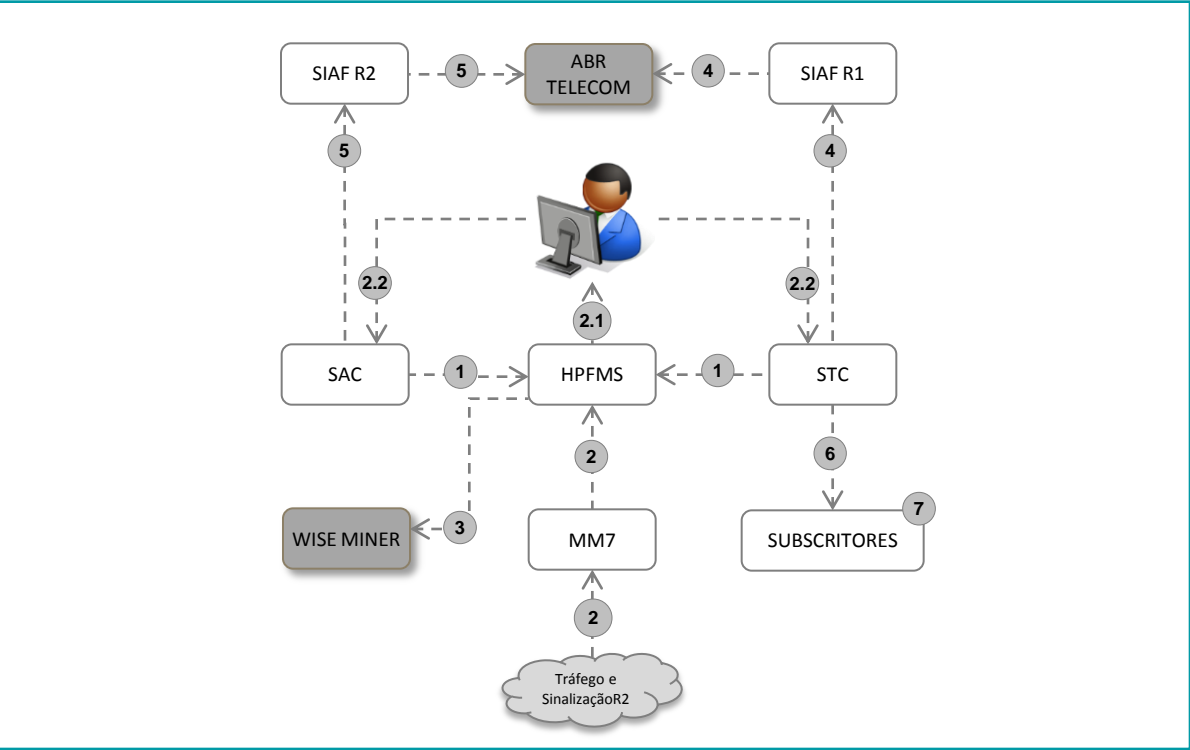 SIAF R2
5
ABR
TELECOM
4
SIAF R1
5
4
2.2
2.2
2.1
SAC
1
HPFMS
1
STC
2
6
7
WISE MINER
3
MM7
SUBSCRITORES
2
Tráfego e
SinalizaçãoR2